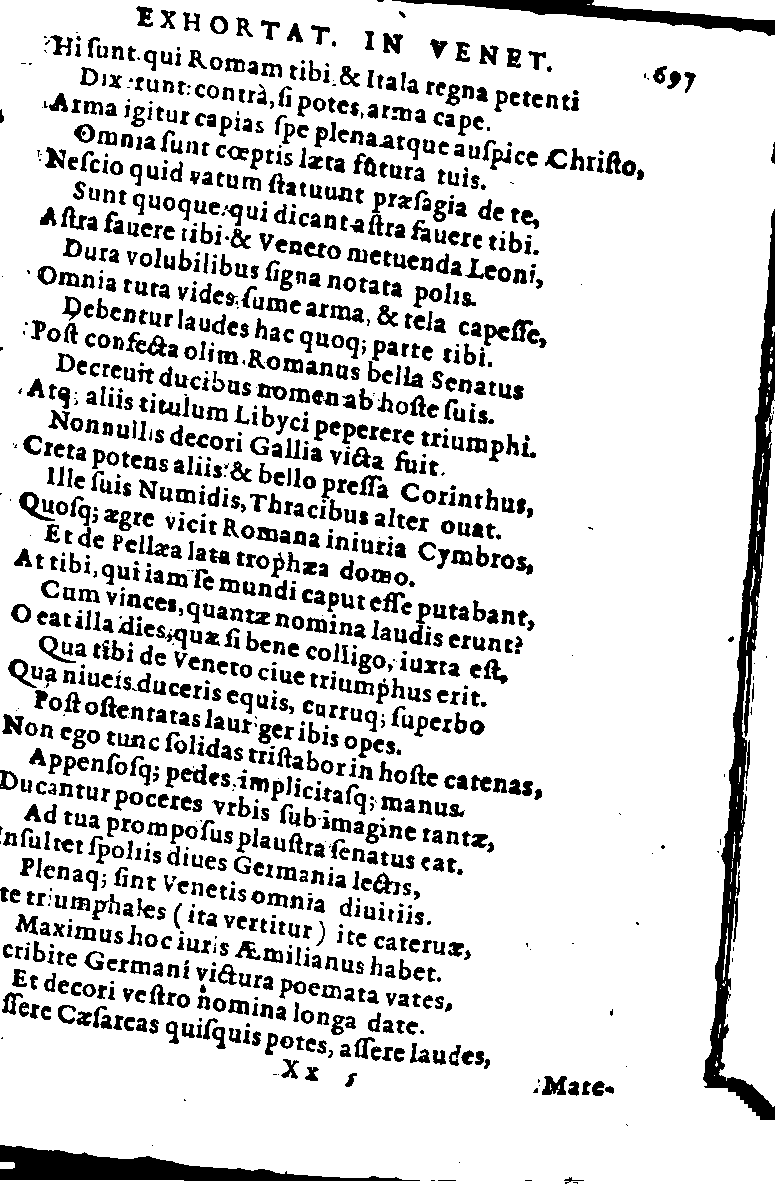 EXHORTAT. IN VENET. 697
Hi ſunt qui Romam tibi & Itala regna petenti
Dixerunt: contrà, ſi potes, arma cape.
Arma igitur capias ſpe plena atque auſpice Chriſto,
Omnia ſunt cœptis læta futura tuis.
Neſcio quid vatum ſtatuunt præſagia de te,
Sunt quoque, qui dicant aſtra fauere tibi.
Aſtra fauere tibi & Veneto metuenda Leoni,
Dura volubilibus ſigna notata polis.
Omnia tuta vides, ſume arma, & tela capeſſe,
Debentur laudes hac quoq; parte tibi.
Poſt confecta olim Romanus bella Senatus
Decreuit ducibus nomen ab hoſte ſuis.
Atq; aliis titulum Libyci peperere triumphi.
Nonnullis decori Gallia victa fuit.
Creta potens aliis & bello preſſa Corinthus,
Ille ſuis Numidis, Thracibus alter ouat.
Quoſq; ægre vicit Romana iniuria Cymbros,
Et de Pellæa lata trophæa domo.
At tibi, qui iam ſe mundi caput eſſe putabant,
Cum vinces, quantæ nomina laudis erunt?
O eat illa dies, quæ ſi bene colligo, iuxta eſt,
Qua tibi de Veneto ciue triumphus erit.
Qua niueis duceris equis, curruq; ſuperbo
Poſt oſtentatas laurger ibis opes.
Non ego tunc ſolidas triſtabor in hoſte catenas,
Appenſoſq; pedes, implicitaſq; manus.
Ducantur poceres vrbis ſub imagine tantæ,
Ad tua prompoſus plauſtra ſenatus eat.
Inſultet ſpoliis diues Germania lectis,
Plenaq; ſint Venetis omnia diuitiis.
te triumphales (ita vertitur) ite cateruæ,
Maximus hoc iuris Æmilianus habet.
cribite Germani victura poemata vates,
Et decori veſtro nomina longa date.
ſſere Cæſareas quiſquis potes, aſſere laudes,
Xx 5 Mate-